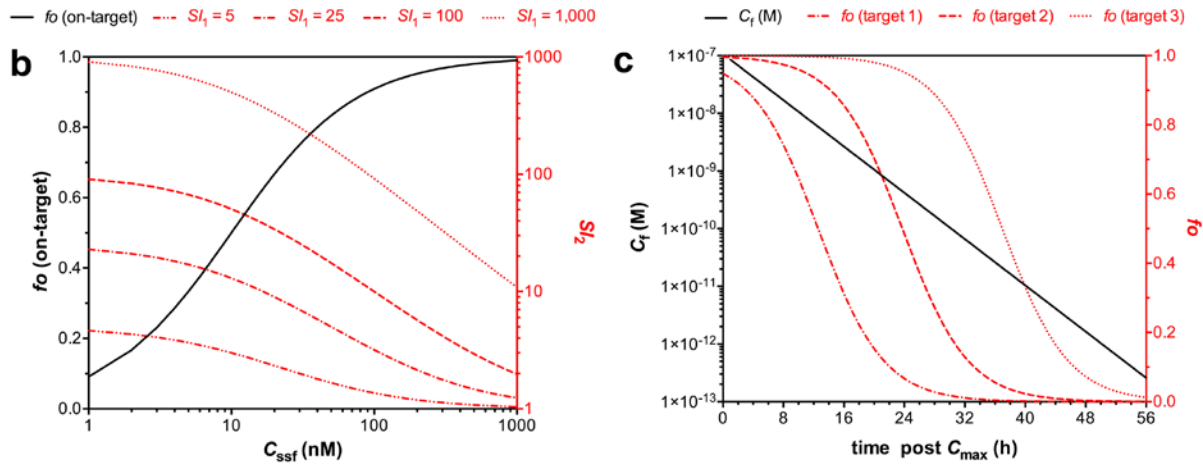 fo (on-target) SI₁ = 5 SI₁ = 25 SI₁ = 100 SI₁ = 1,000
b
1.0
0.8
0.6
0.4
0.2
0.0
fo (on-target)
1 10 100 1000
Cssf (nM)
1000
100
10
1
SI₂
Cf (M) fo (target 1) fo (target 2) fo (target 3)
c
1×10⁻⁷
1×10⁻⁸
1×10⁻⁹
1×10⁻¹⁰
1×10⁻¹¹
1×10⁻¹²
1×10⁻¹³
Cf (M)
0 8 16 24 32 40 48 56
time post Cmax (h)
1.0
0.8
0.6
0.4
0.2
0.0
fo